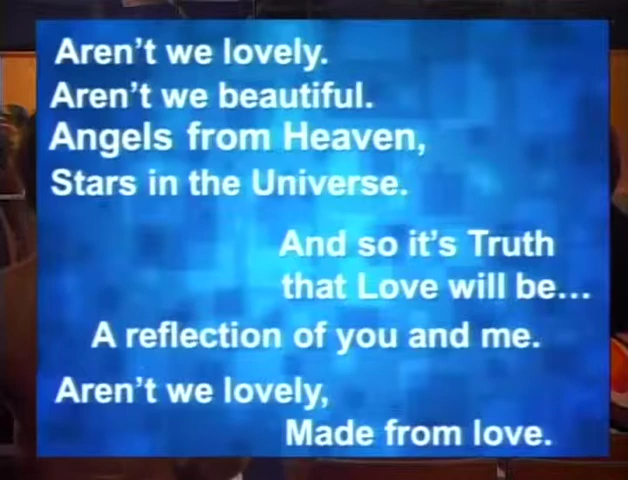 Aren't we lovely.
Aren't we beautiful.
Angels from Heaven,
Stars in the Universe.
And so it's Truth
that Love will be...
A reflection of you and me.
Aren't we lovely,
Made from love.